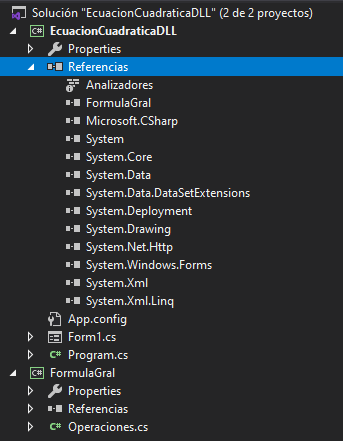 Solución "EcuacionCuadraticaDLL" (2 de 2 proyectos)
C# EcuacionCuadraticaDLL
Properties
Referencias
Analizadores
FormulaGral
Microsoft.CSharp
System
System.Core
System.Data
System.Data.DataSetExtensions
System.Deployment
System.Drawing
System.Net.Http
System.Windows.Forms
System.Xml
System.Xml.Linq
App.config
Form1.cs
C# Program.cs
C# FormulaGral
Properties
Referencias
C# Operaciones.cs